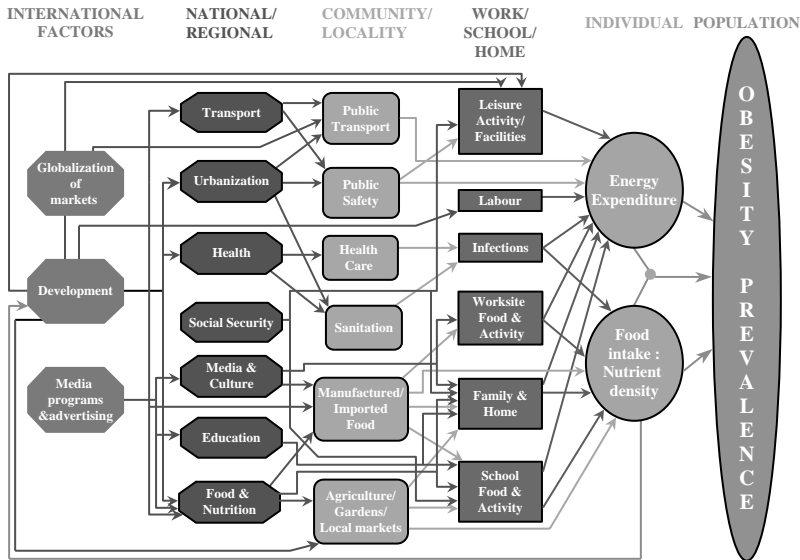 INTERNATIONAL
FACTORS
NATIONAL/
REGIONAL
COMMUNITY/
LOCALITY
WORK/
SCHOOL/
HOME
INDIVIDUAL
POPULATION
Globalization
of
markets
Development
Media
programs
&advertising
Transport
Urbanization
Health
Social Security
Media &
Culture
Education
Food &
Nutrition
Public
Transport
Public
Safety
Health
Care
Sanitation
Manufactured/
Imported
Food
Agriculture/
Gardens/
Local markets
Leisure
Activity/
Facilities
Labour
Infections
Worksite
Food &
Activity
Family &
Home
School
Food &
Activity
Energy
Expenditure
Food
intake :
Nutrient
density
OBESITY PREVALENCE